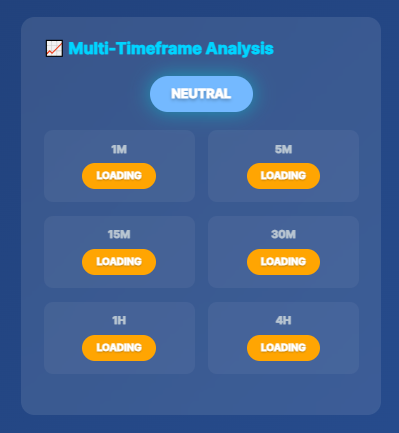 Multi-Timeframe Analysis
NEUTRAL
1M
LOADING
5M
LOADING
15M
LOADING
30M
LOADING
1H
LOADING
4H
LOADING